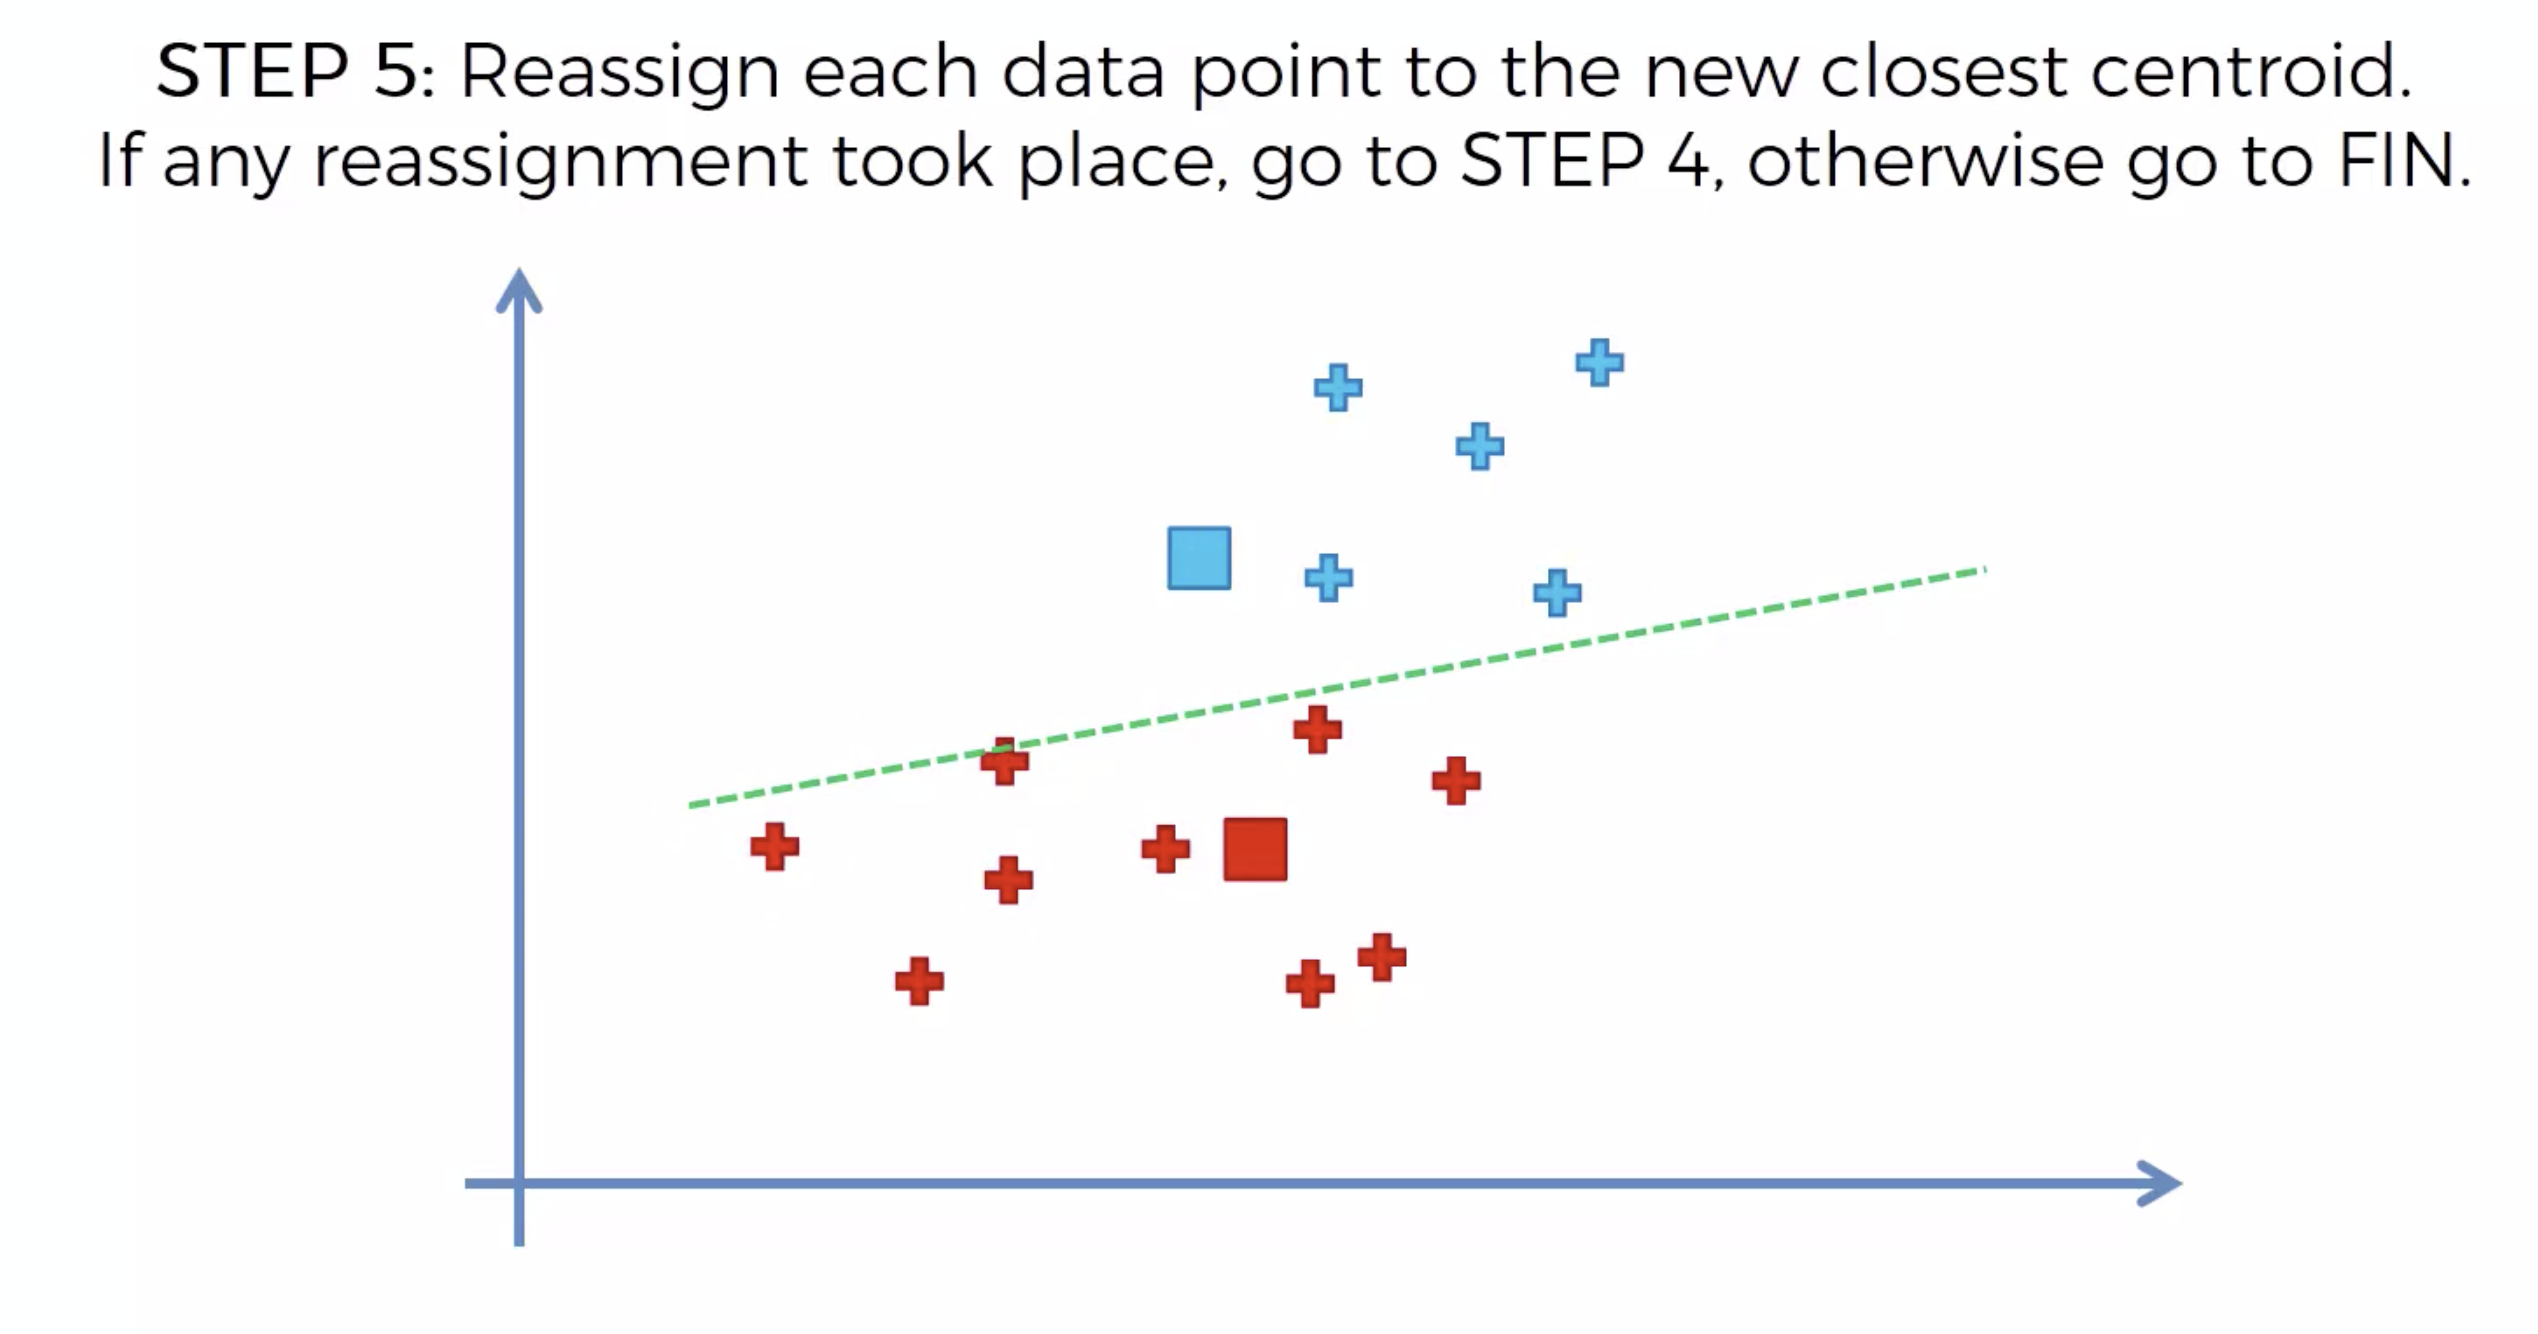 STEP 5: Reassign each data point to the new closest centroid.
If any reassignment took place, go to STEP 4, otherwise go to FIN.